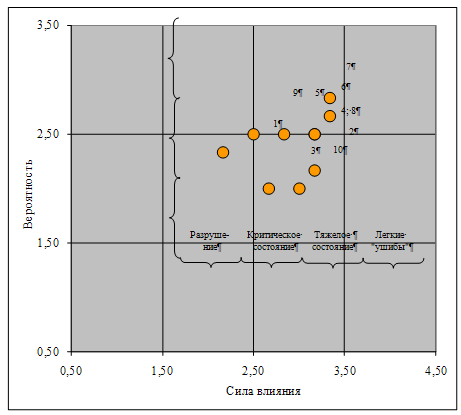 3,50
7¶
6¶
9¶ 5¶
4;·8¶
1¶ 2¶
2,50
3¶ 10¶
Вероятность
Разруше-
ние¶
Критическое·
состояние¶
Тяжелое·¶
состояние¶
Легкие·
"ушибы"¶
1,50
0,50
0,50 1,50 2,50 3,50 4,50
Сила влияния